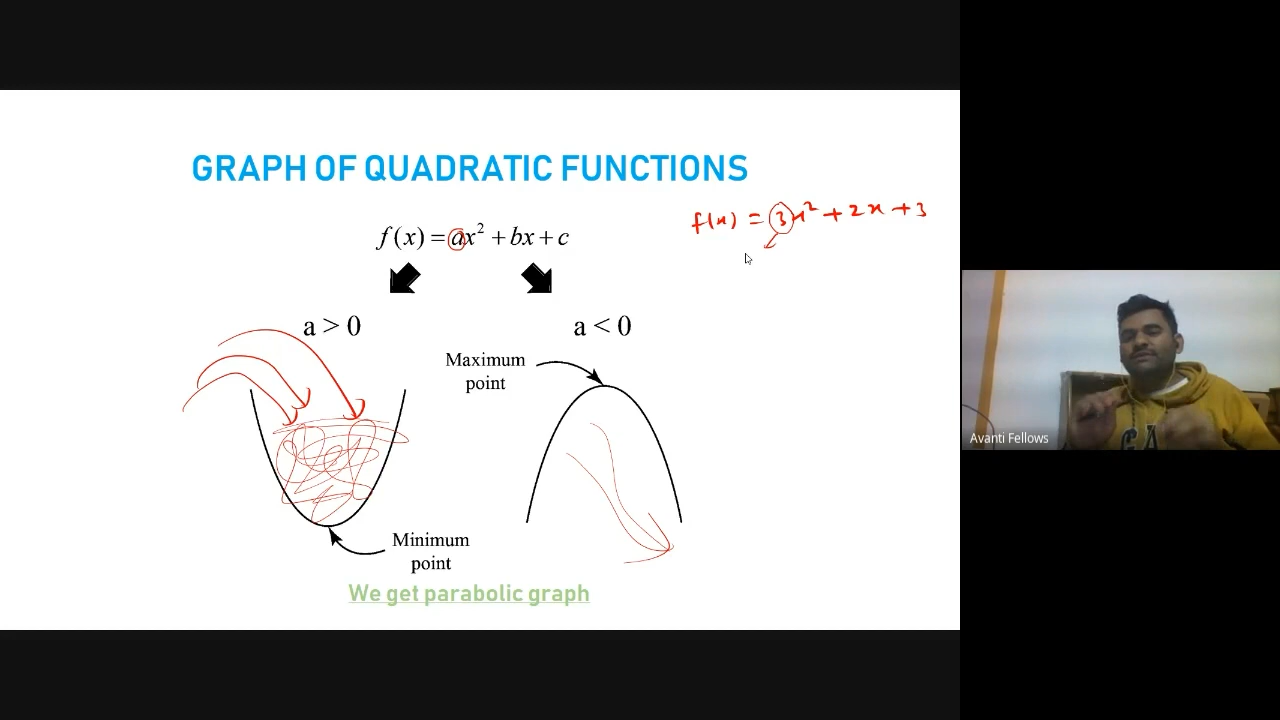 GRAPH OF QUADRATIC FUNCTIONS
f(x) = 3x² + 2x + 3
f(x) = ax² + bx + c
a > 0
a < 0
Maximum
point
Avanti Fellows
Minimum
point
We get parabolic graph